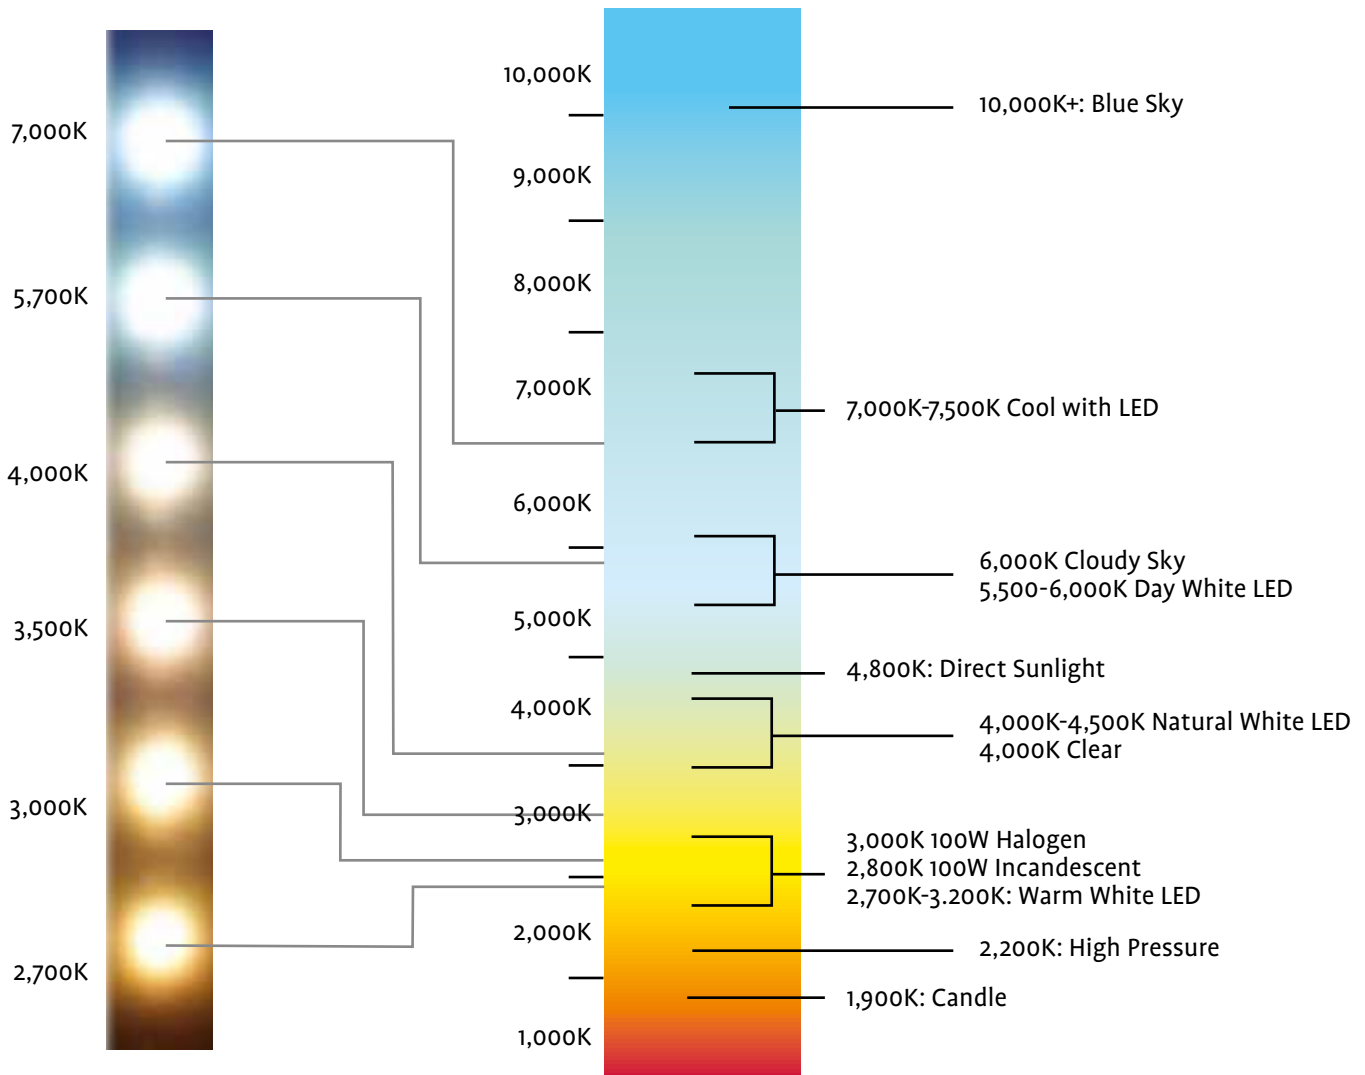 7,000K
5,700K
4,000K
3,500K
3,000K
2,700K
10,000K
9,000K
8,000K
7,000K
6,000K
5,000K
4,000K
3,000K
2,000K
1,000K
10,000K+: Blue Sky
7,000K-7,500K Cool with LED
6,000K Cloudy Sky
5,500-6,000K Day White LED
4,800K: Direct Sunlight
4,000K-4,500K Natural White LED
4,000K Clear
3,000K 100W Halogen
2,800K 100W Incandescent
2,700K-3.200K: Warm White LED
2,200K: High Pressure
1,900K: Candle